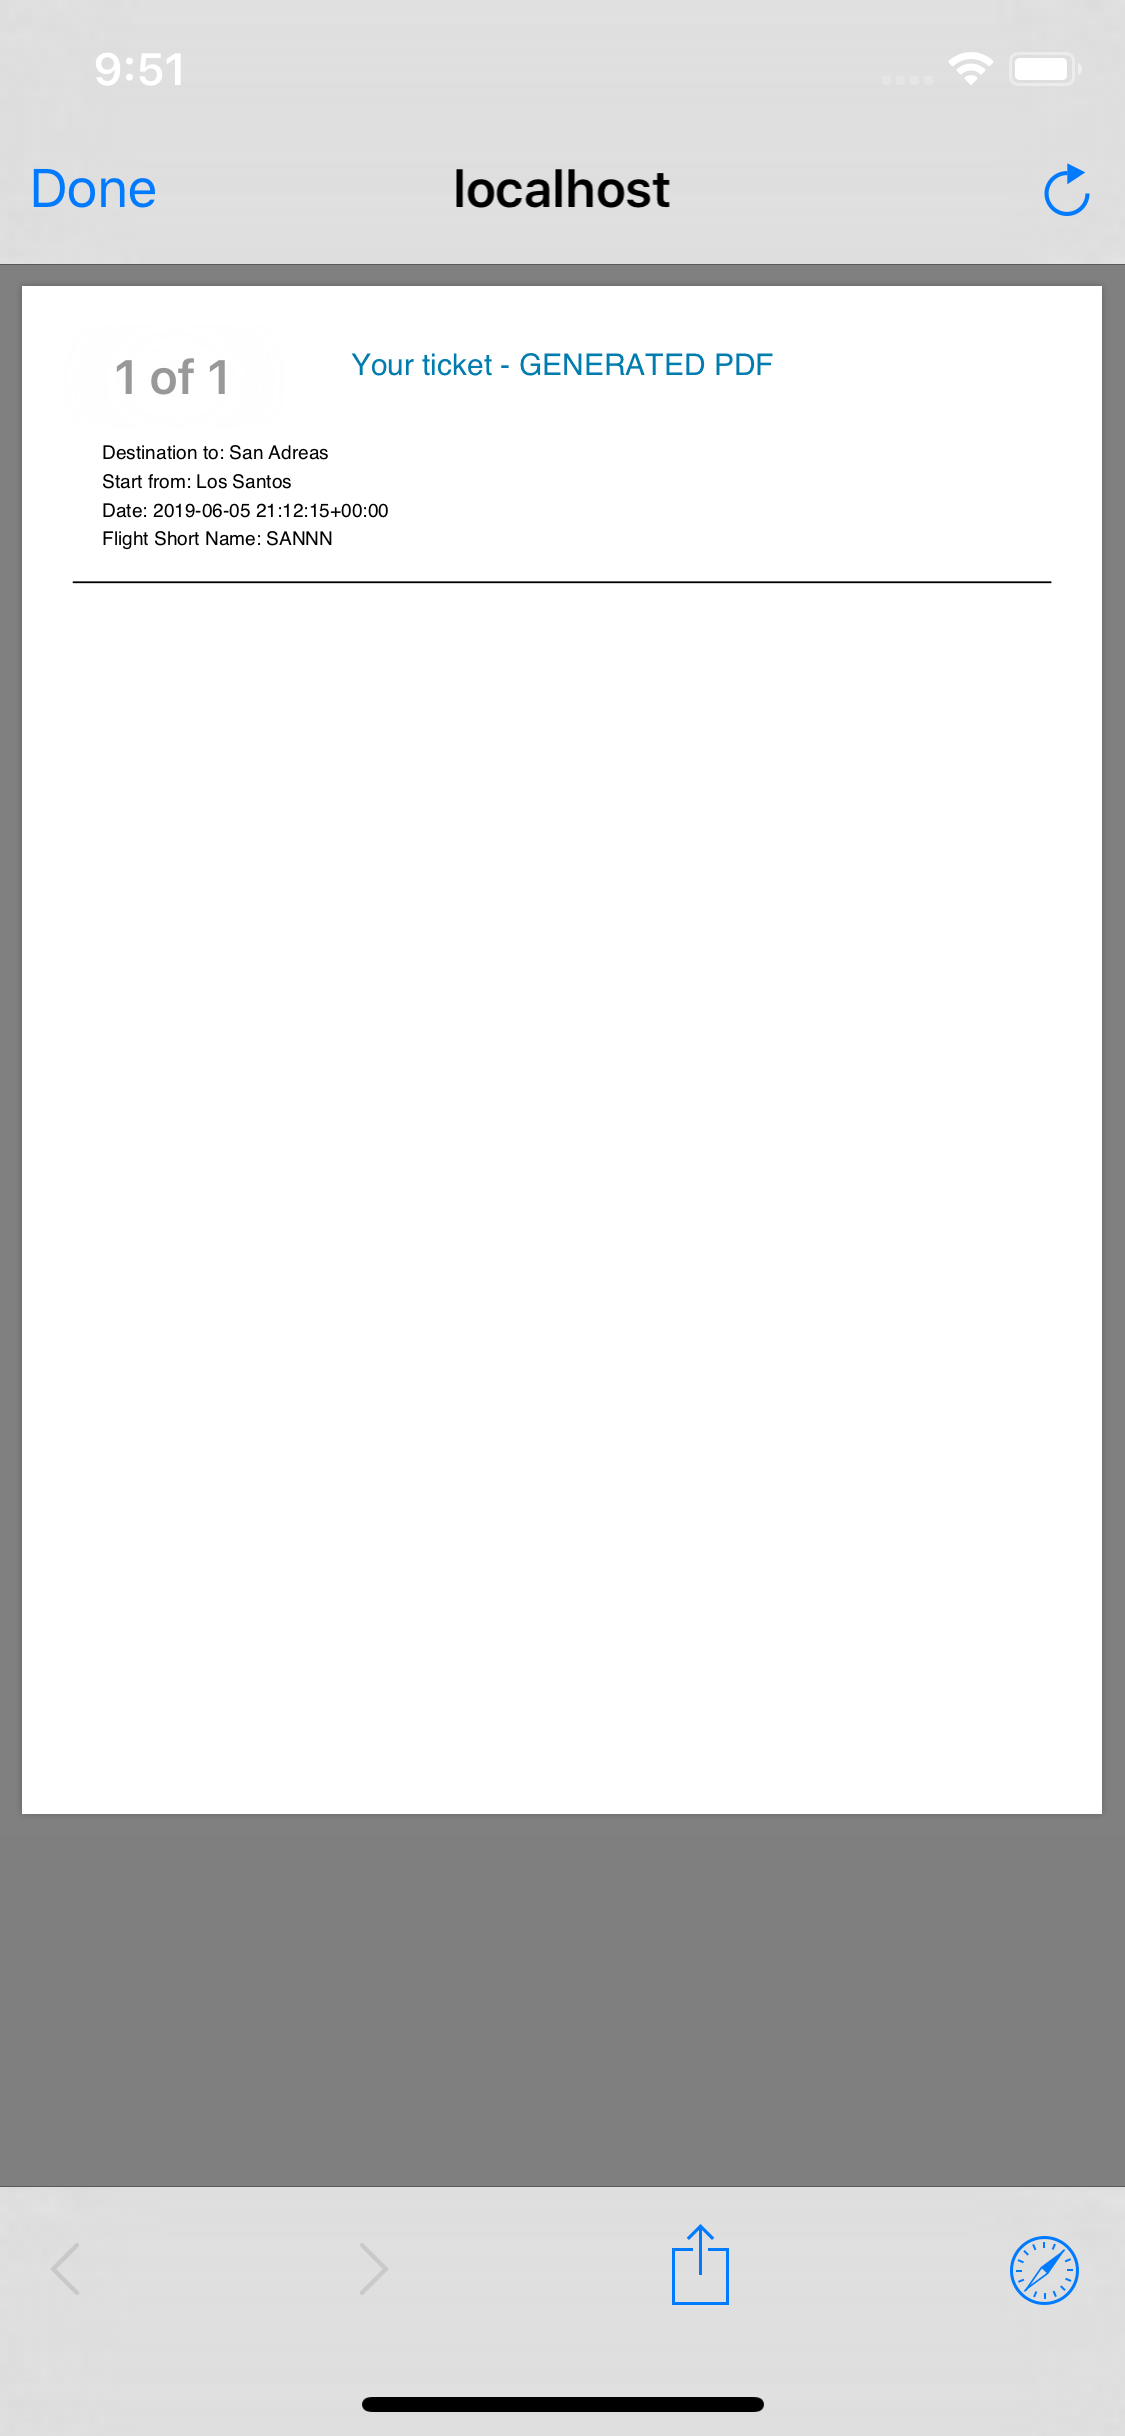 9:51
Done
localhost
1 of 1
Your ticket - GENERATED PDF
Destination to: San Adreas
Start from: Los Santos
Date: 2019-06-05 21:12:15+00:00
Flight Short Name: SANNN